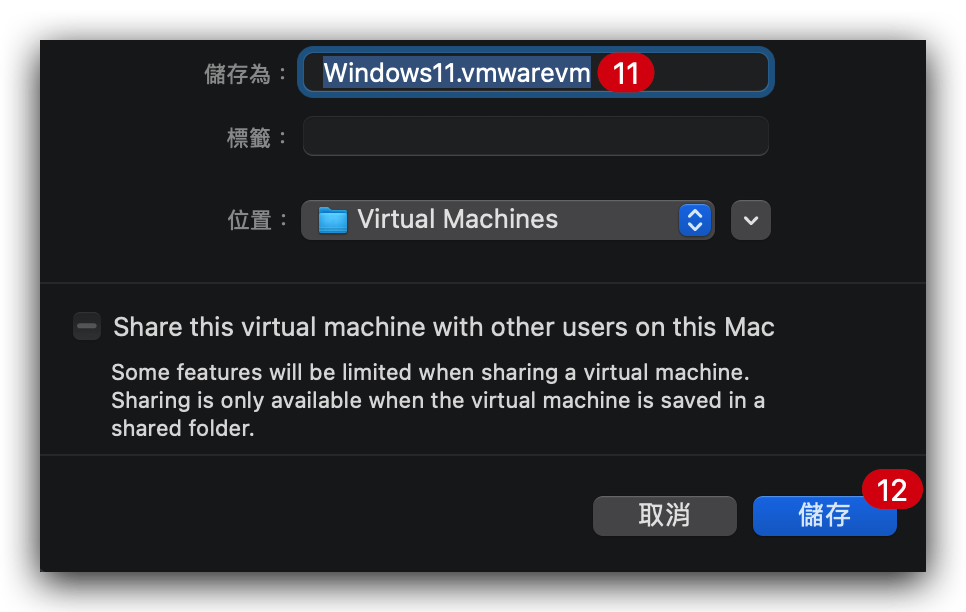 儲存為： Windows11.vmwarevm 11
標籤：
位置： Virtual Machines
Share this virtual machine with other users on this Mac
Some features will be limited when sharing a virtual machine.
Sharing is only available when the virtual machine is saved in a
shared folder.
12
取消 儲存